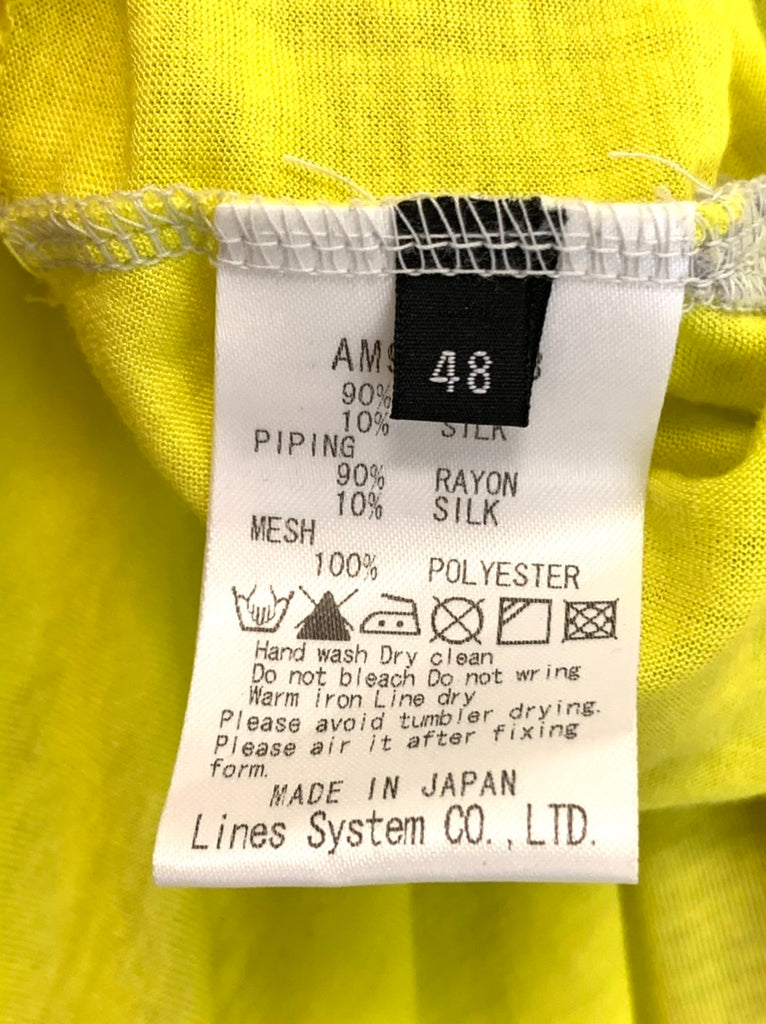 48
90%
10% SILK
PIPING
90% RAYON
10% SILK
MESH
100% POLYESTER
Hand wash Dry clean
Do not bleach Do not wring
Warm iron Line dry
Please avoid tumbler drying.
Please air it after fixing
form.
MADE IN JAPAN
Lines System CO.,LTD.